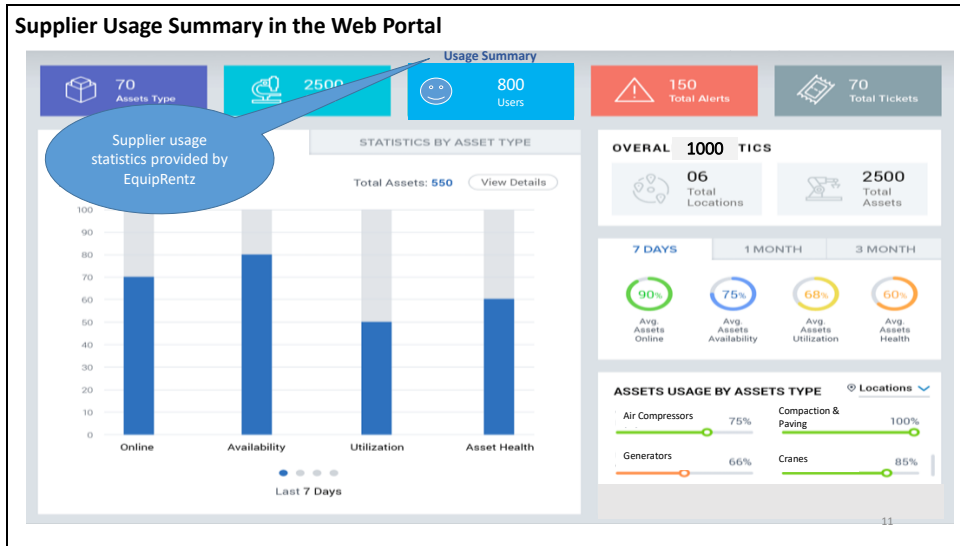 Supplier Usage Summary in the Web Portal
Usage Summary
70
Assets Type
2500
800
Users
150
Total Alerts
70
Total Tickets
Supplier usage
statistics provided by
EquipRentz
STATISTICS BY ASSET TYPE
Total Assets: 550 View Details
100
90
80
70
60
50
40
30
20
10
0
Online Availability Utilization Asset Health
Last 7 Days
OVERAL 1000 TICS
06
Total
Locations
2500
Total
Assets
7 DAYS 1 MONTH 3 MONTH
90% 75% 68% 60%
Avg.
Assets
Online
Avg.
Assets
Availability
Avg.
Assets
Utilization
Avg.
Assets
Health
ASSETS USAGE BY ASSETS TYPE Locations
Air Compressors 75%
Compaction &
Paving 100%
Generators 66%
Cranes 85%
11